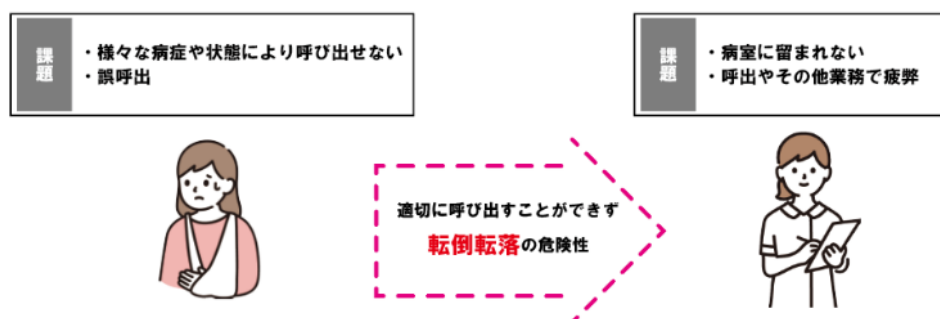 課題
・様々な病症や状態により呼び出せない
・誤呼出
課題
・病室に留まれない
・呼出やその他業務で疲弊
適切に呼び出すことができず
転倒転落の危険性